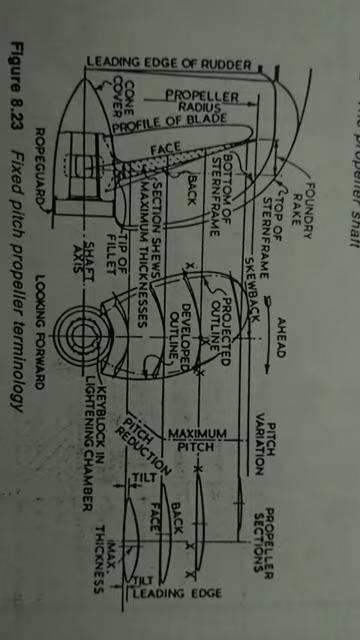 propeller shaft
LEADING EDGE OF RUDDER
CONE
COVER
PROPELLER
RADIUS
PROFILE OF BLADE
FACE
BACK
SECTION SHEWS
MAXIMUM THICKNESSES
TIP OF
FILLET
BOTTOM OF
STERNFRAME
FOUNDRY
RAKE
TOP OF
STERNFRAME
SKEWBACK
ROPEGUARD
SHAFT
AXIS
LOOKING FORWARD
AHEAD
PROJECTED
OUTLINE
DEVELOPED
OUTLINE
KEYBLOCK IN
LIGHTENING CHAMBER
PITCH
VARIATION
MAXIMUM
PITCH
PITCH
REDUCTION
PROPELLER
SECTIONS
TILT
BACK
FACE
MAX.
THICKNESS
TILT
LEADING EDGE
X
X
X
X
X
Figure 8.23 Fixed pitch propeller terminology